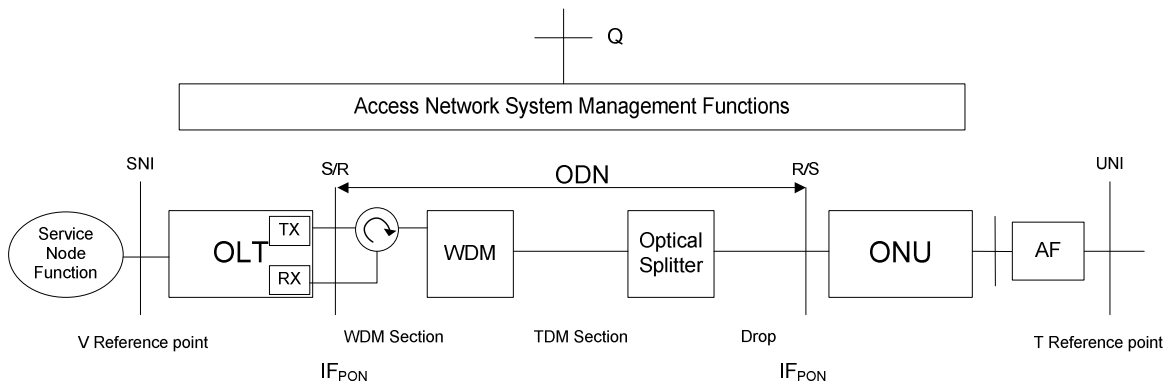 Q
Access Network System Management Functions
SNI
S/R
ODN
R/S
UNI
Service
Node
Function
OLT
TX
RX
WDM
Optical
Splitter
ONU
AF
V Reference point
WDM Section
TDM Section
Drop
T Reference point
IFPON
IFPON